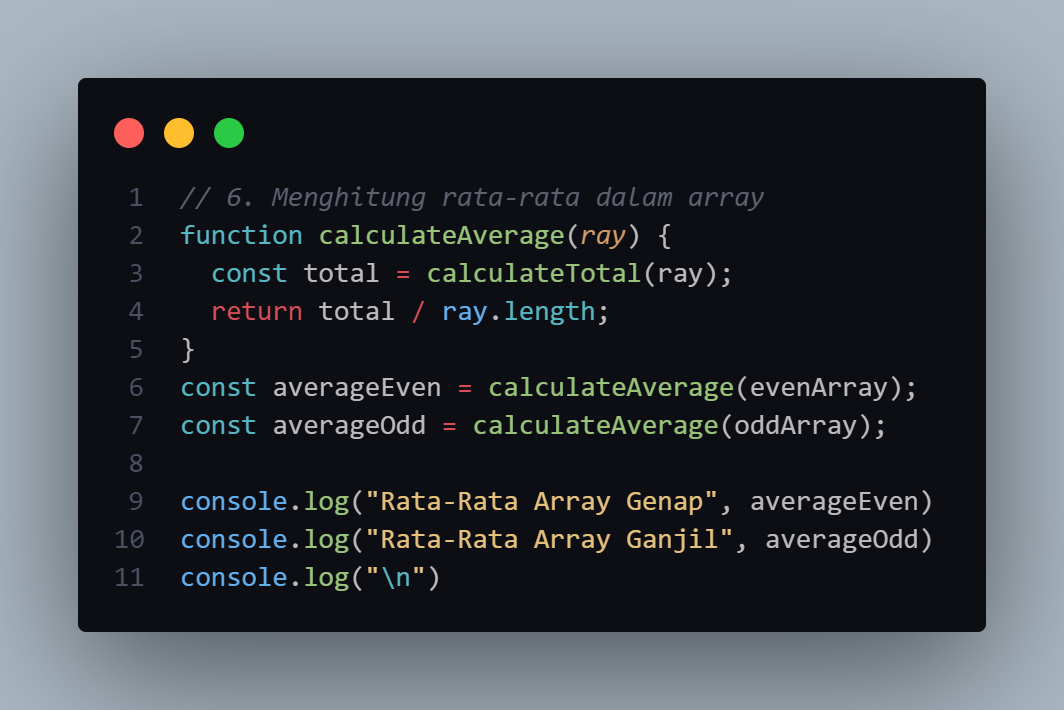 1 // 6. Menghitung rata-rata dalam array
2 function calculateAverage(ray) {
3   const total = calculateTotal(ray);
4   return total / ray.length;
5 }
6 const averageEven = calculateAverage(evenArray);
7 const averageOdd = calculateAverage(oddArray);
8
9 console.log("Rata-Rata Array Genap", averageEven)
10 console.log("Rata-Rata Array Ganjil", averageOdd)
11 console.log("\n")